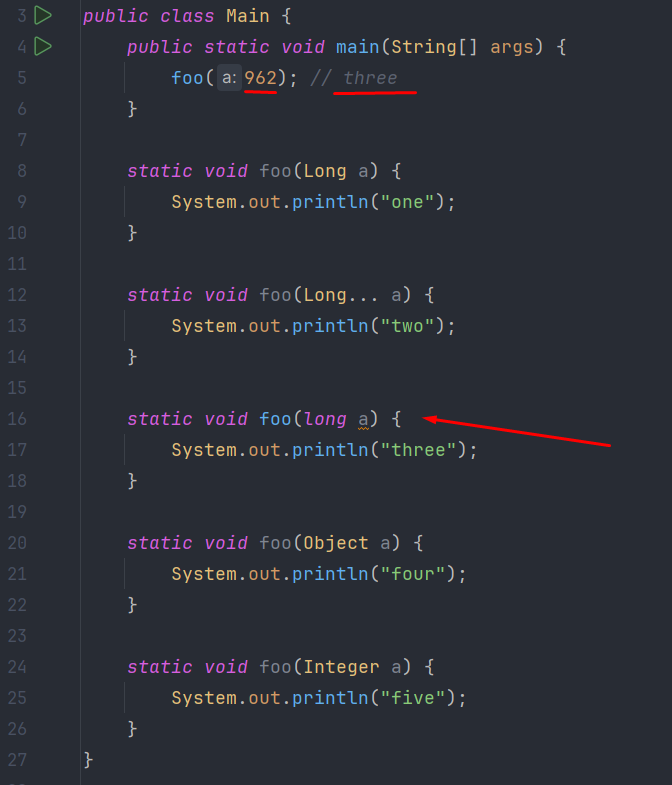 3 public class Main {
4 public static void main(String[] args) {
5 foo( a: 962); // three
6 }
7
8 static void foo(Long a) {
9 System.out.println("one");
10 }
11
12 static void foo(Long... a) {
13 System.out.println("two");
14 }
15
16 static void foo(long a) {
17 System.out.println("three");
18 }
19
20 static void foo(Object a) {
21 System.out.println("four");
22 }
23
24 static void foo(Integer a) {
25 System.out.println("five");
26 }
27 }